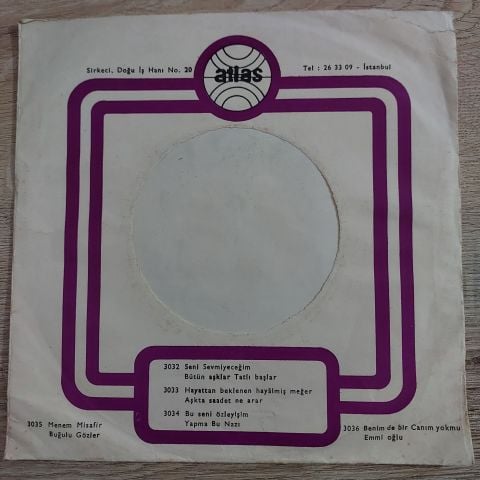 Sirkeci, Doğu İş Hanı No. 20
atlas
Tel : 26 33 09 - İstanbul
3032 Seni Sevmiyeceğim
Bütün aşklar Tatlı başlar
3033 Hayattan beklenen hayâlmiş meğer
Aşkta saadet ne arar
3034 Bu seni özleyişim
Yapma Bu Nazı
3035 Menem Misafir
Buğulu Gözler
3036 Benim de bir Canım yokmu
Emmi oğlu